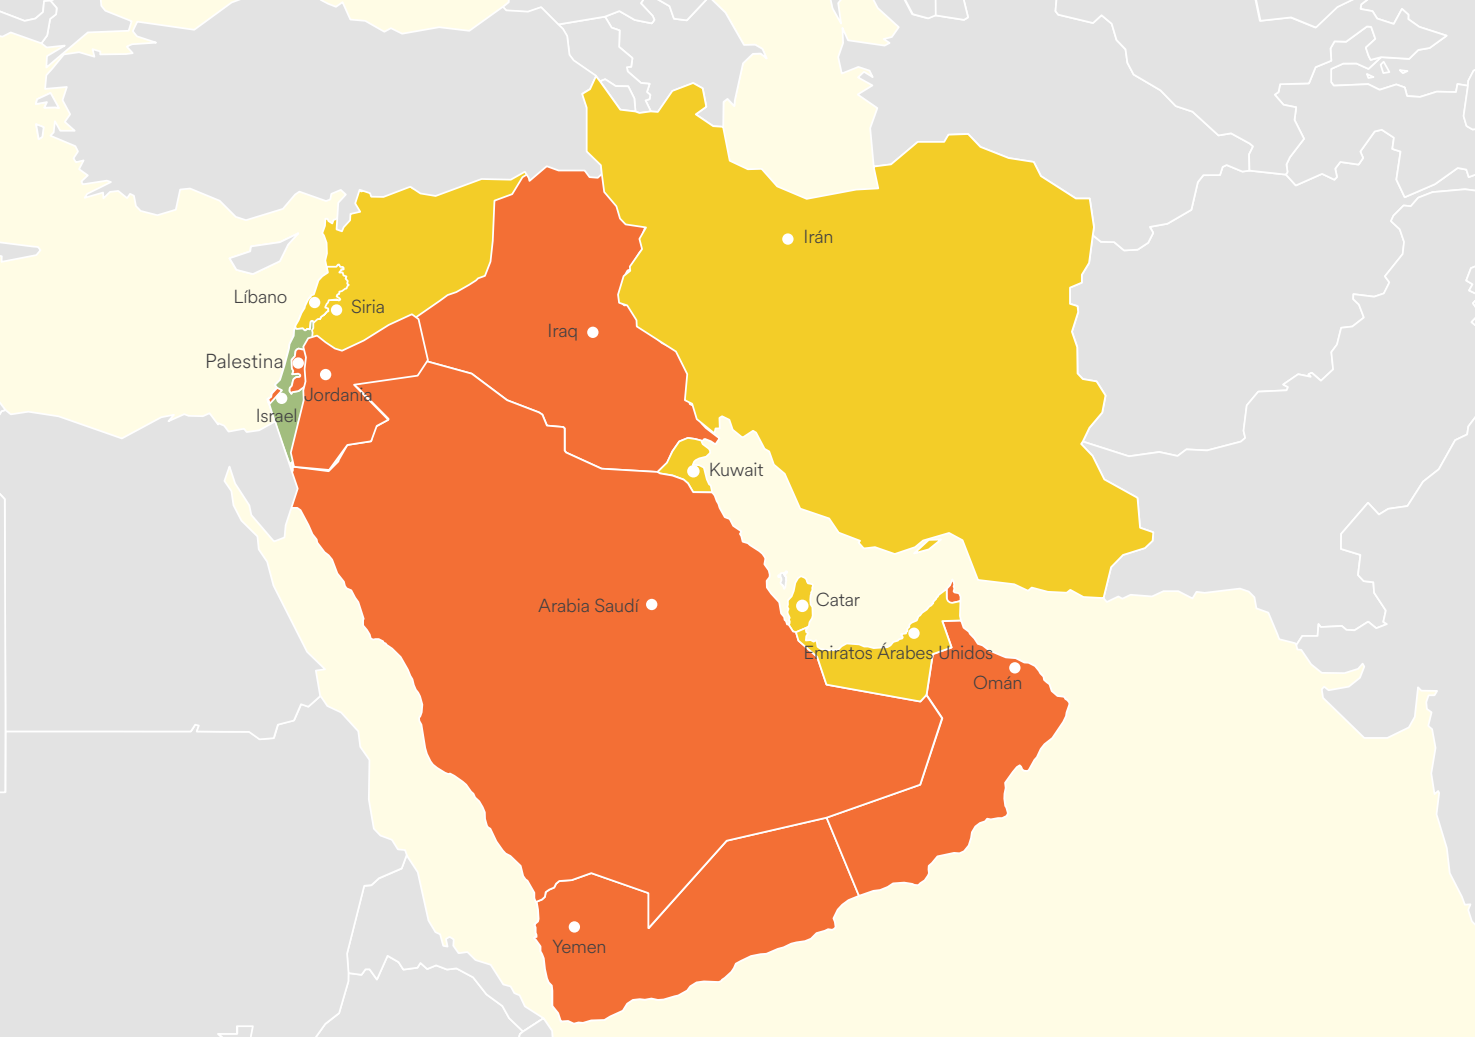 Irán
Líbano
Siria
Iraq
Palestina
Jordania
Israel
Kuwait
Catar
Arabia Saudí
Emiratos Árabes Unidos
Omán
Yemen